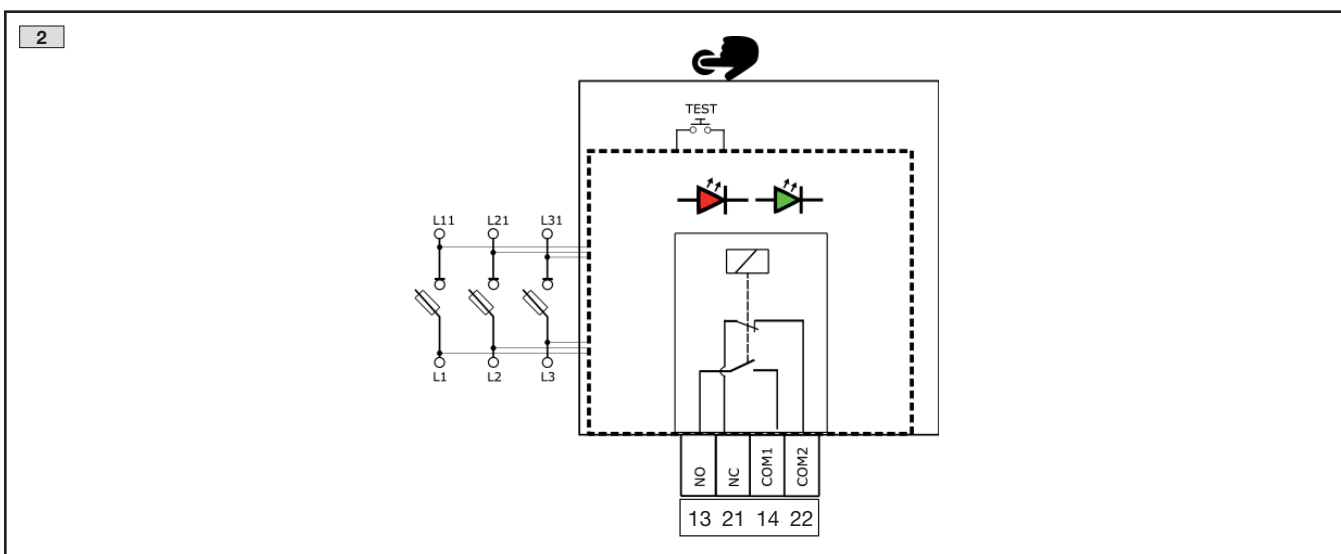 2
TEST
L11 L21 L31
L1 L2 L3
NO NC COM1 COM2
13 21 14 22